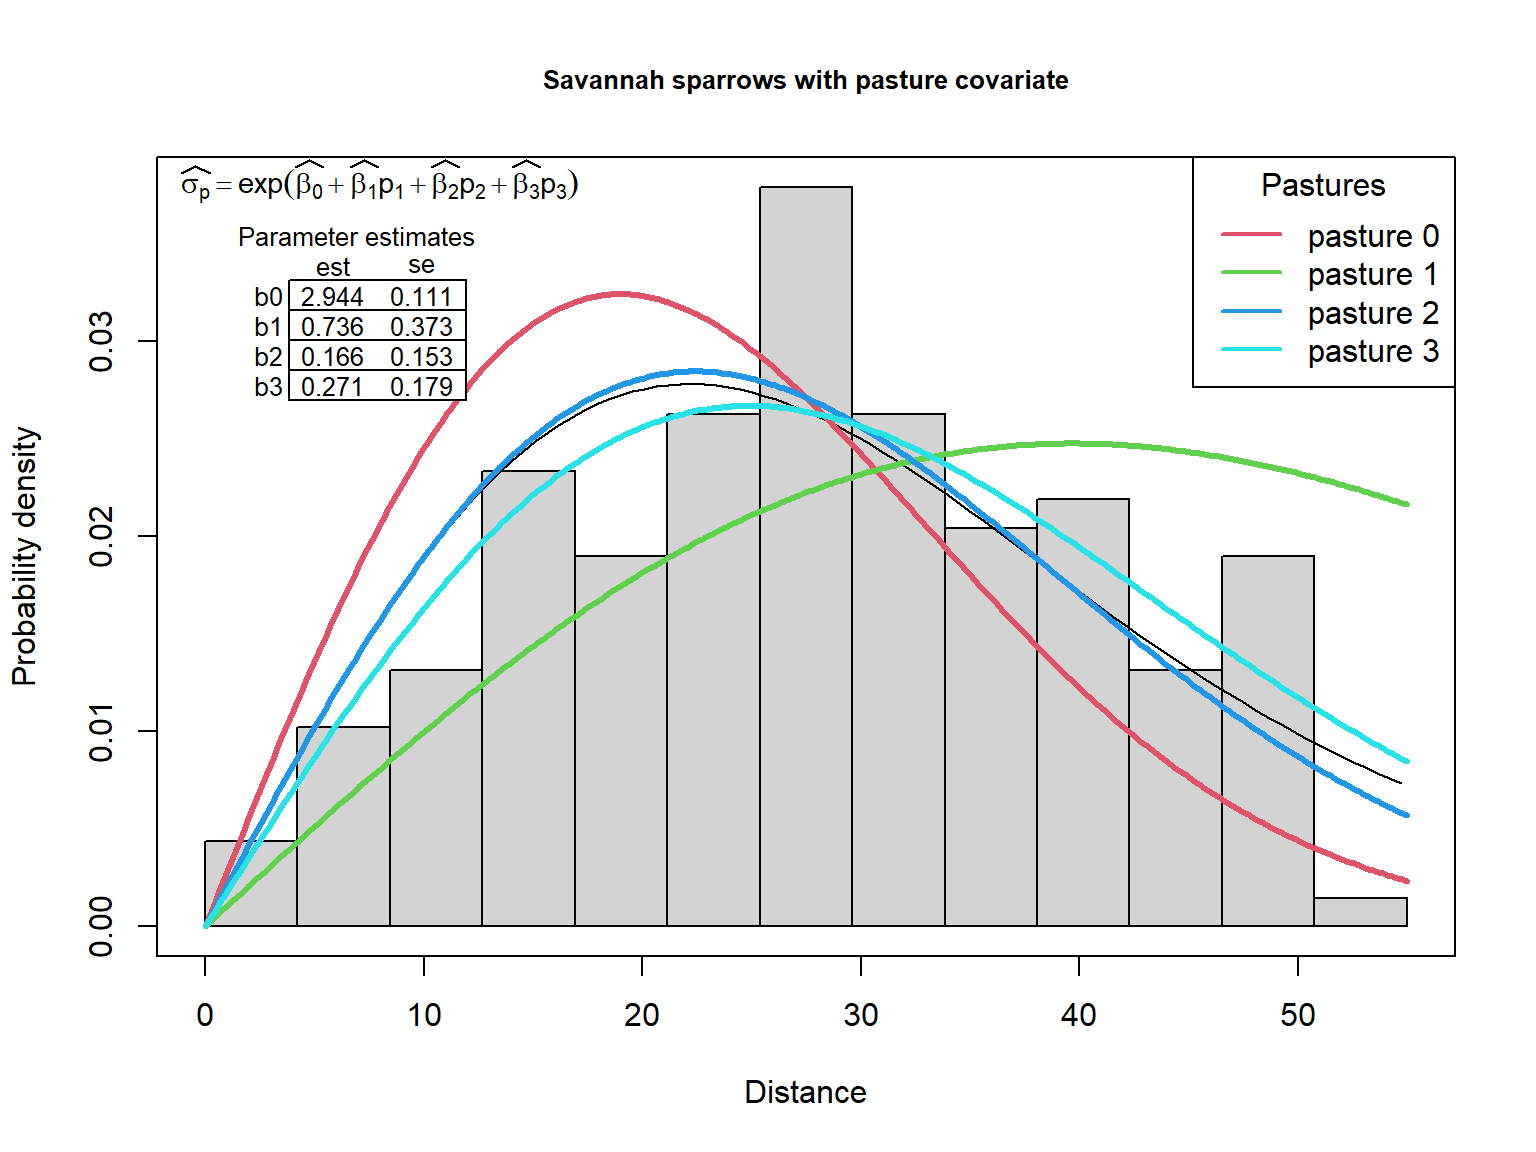 Savannah sparrows with pasture covariate
σ̂ₚ = exp(β̂₀ + β̂₁p₁ + β̂₂p₂ + β̂₃p₃)
Parameter estimates
est se
b0 2.944 0.111
b1 0.736 0.373
b2 0.166 0.153
b3 0.271 0.179
Pastures
pasture 0
pasture 1
pasture 2
pasture 3
Probability density
0.03
0.02
0.01
0.00
0 10 20 30 40 50
Distance